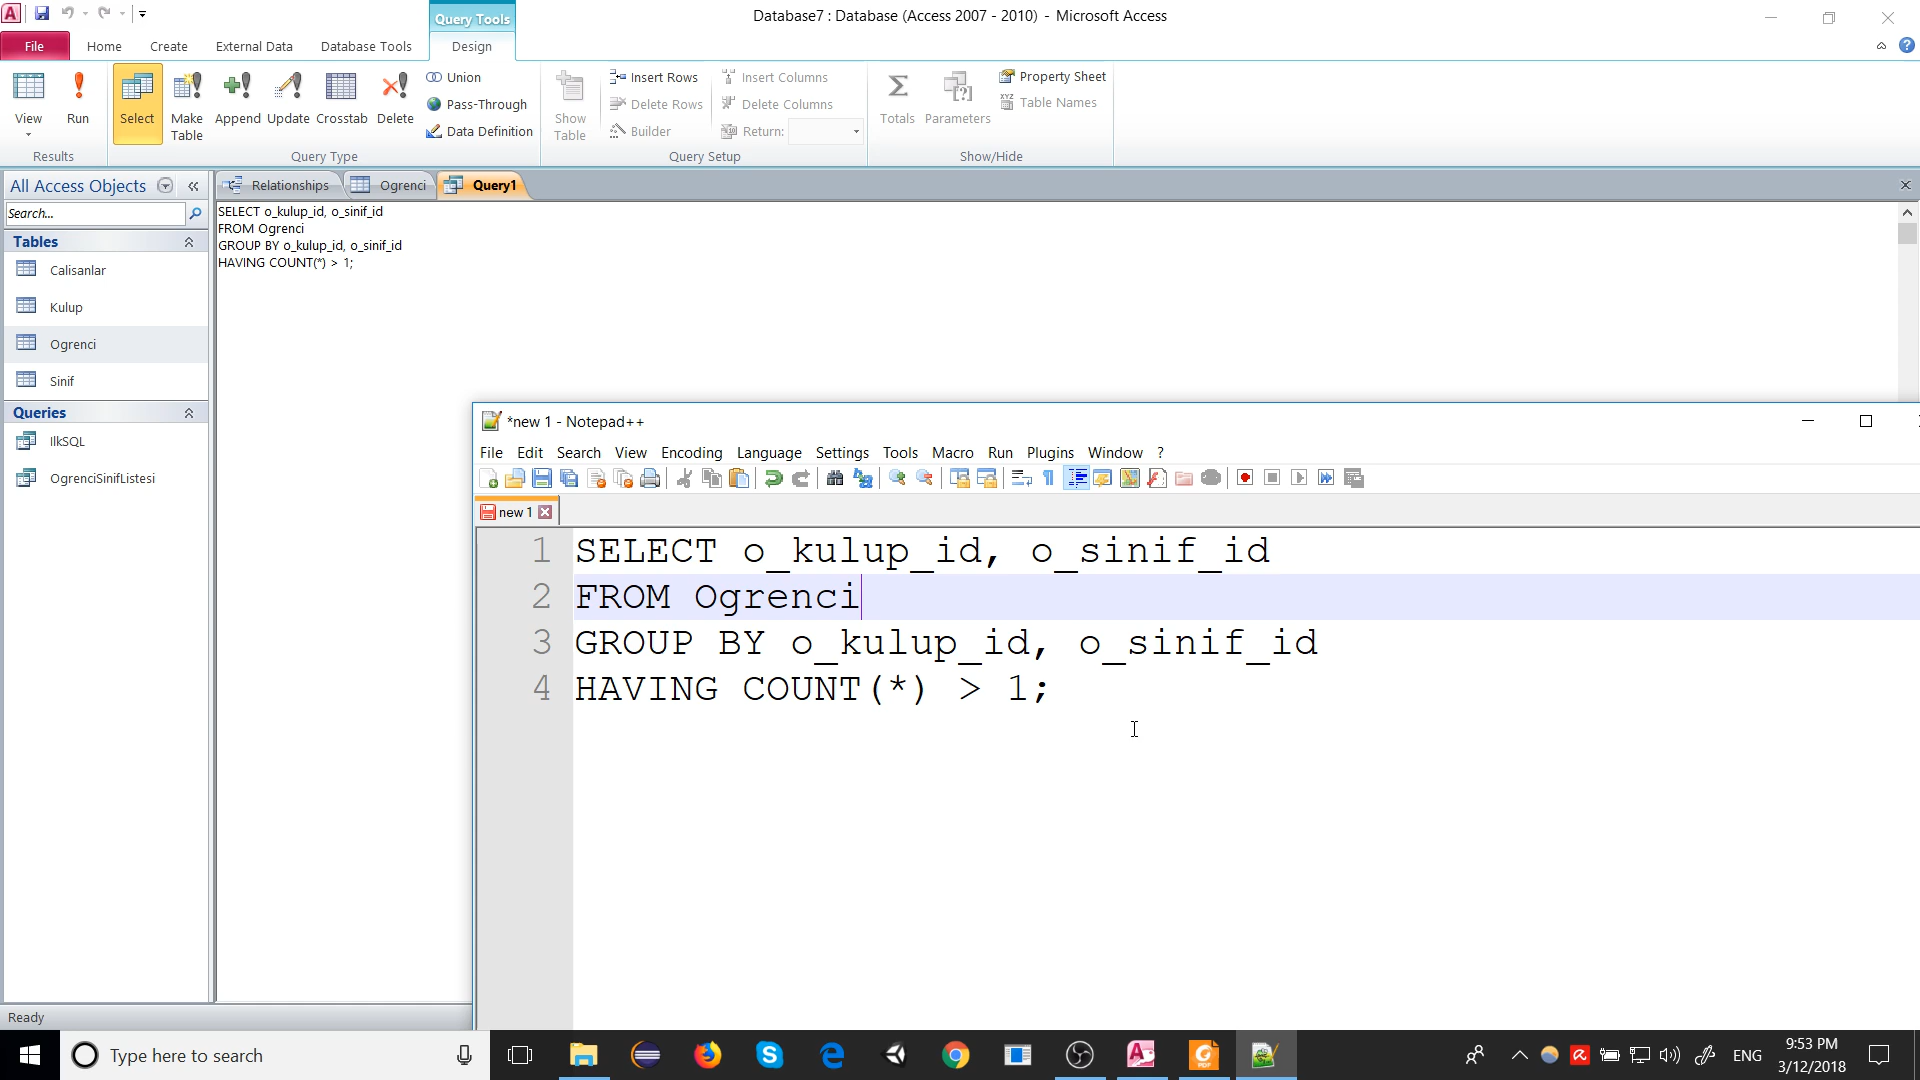 Query Tools
Database7 : Database (Access 2007 - 2010) - Microsoft Access
File Home Create External Data Database Tools Design
View
Run
Select
Make Table
Append
Update
Crosstab
Delete
Union
Pass-Through
Data Definition
Show Table
Insert Rows
Delete Rows
Builder
Insert Columns
Delete Columns
Return:
Totals
Parameters
Property Sheet
Table Names
Results
Query Type
Query Setup
Show/Hide
All Access Objects
Relationships
Ogrenci
Query1
Search...
SELECT o_kulup_id, o_sinif_id
FROM Ogrenci
GROUP BY o_kulup_id, o_sinif_id
HAVING COUNT(*) > 1;
Tables
Calisanlar
Kulup
Ogrenci
Sinif
Queries
IlkSQL
OgrenciSinifListesi
*new 1 - Notepad++
File Edit Search View Encoding Language Settings Tools Macro Run Plugins Window ?
new 1
1 SELECT o_kulup_id, o_sinif_id
2 FROM Ogrenci
3 GROUP BY o_kulup_id, o_sinif_id
4 HAVING COUNT(*) > 1;
Ready
Type here to search
ENG
9:53 PM
3/12/2018